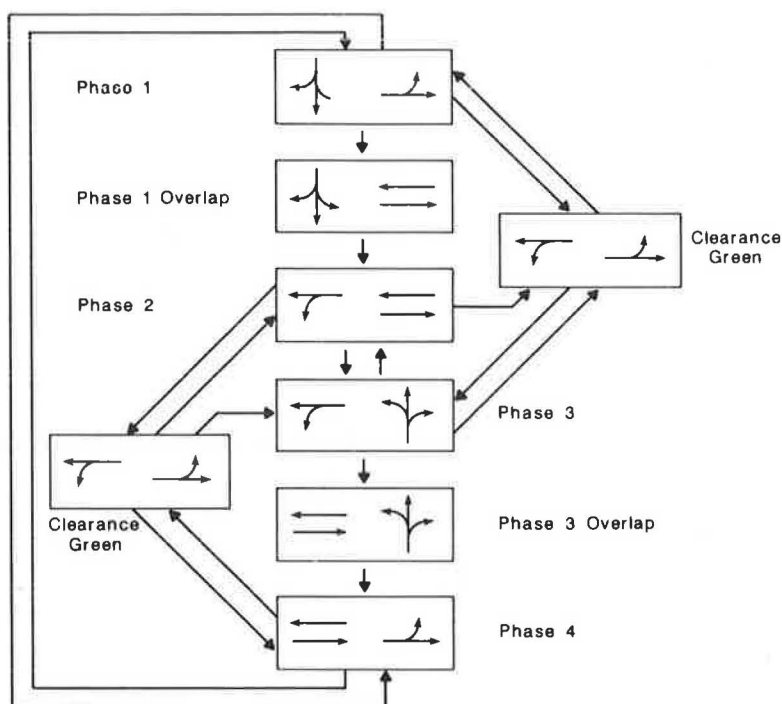 Phaco 1
Phase 1 Overlap
Clearance
Green
Phase 2
Phase 3
Clearance
Green
Phase 3 Overlap
Phase 4